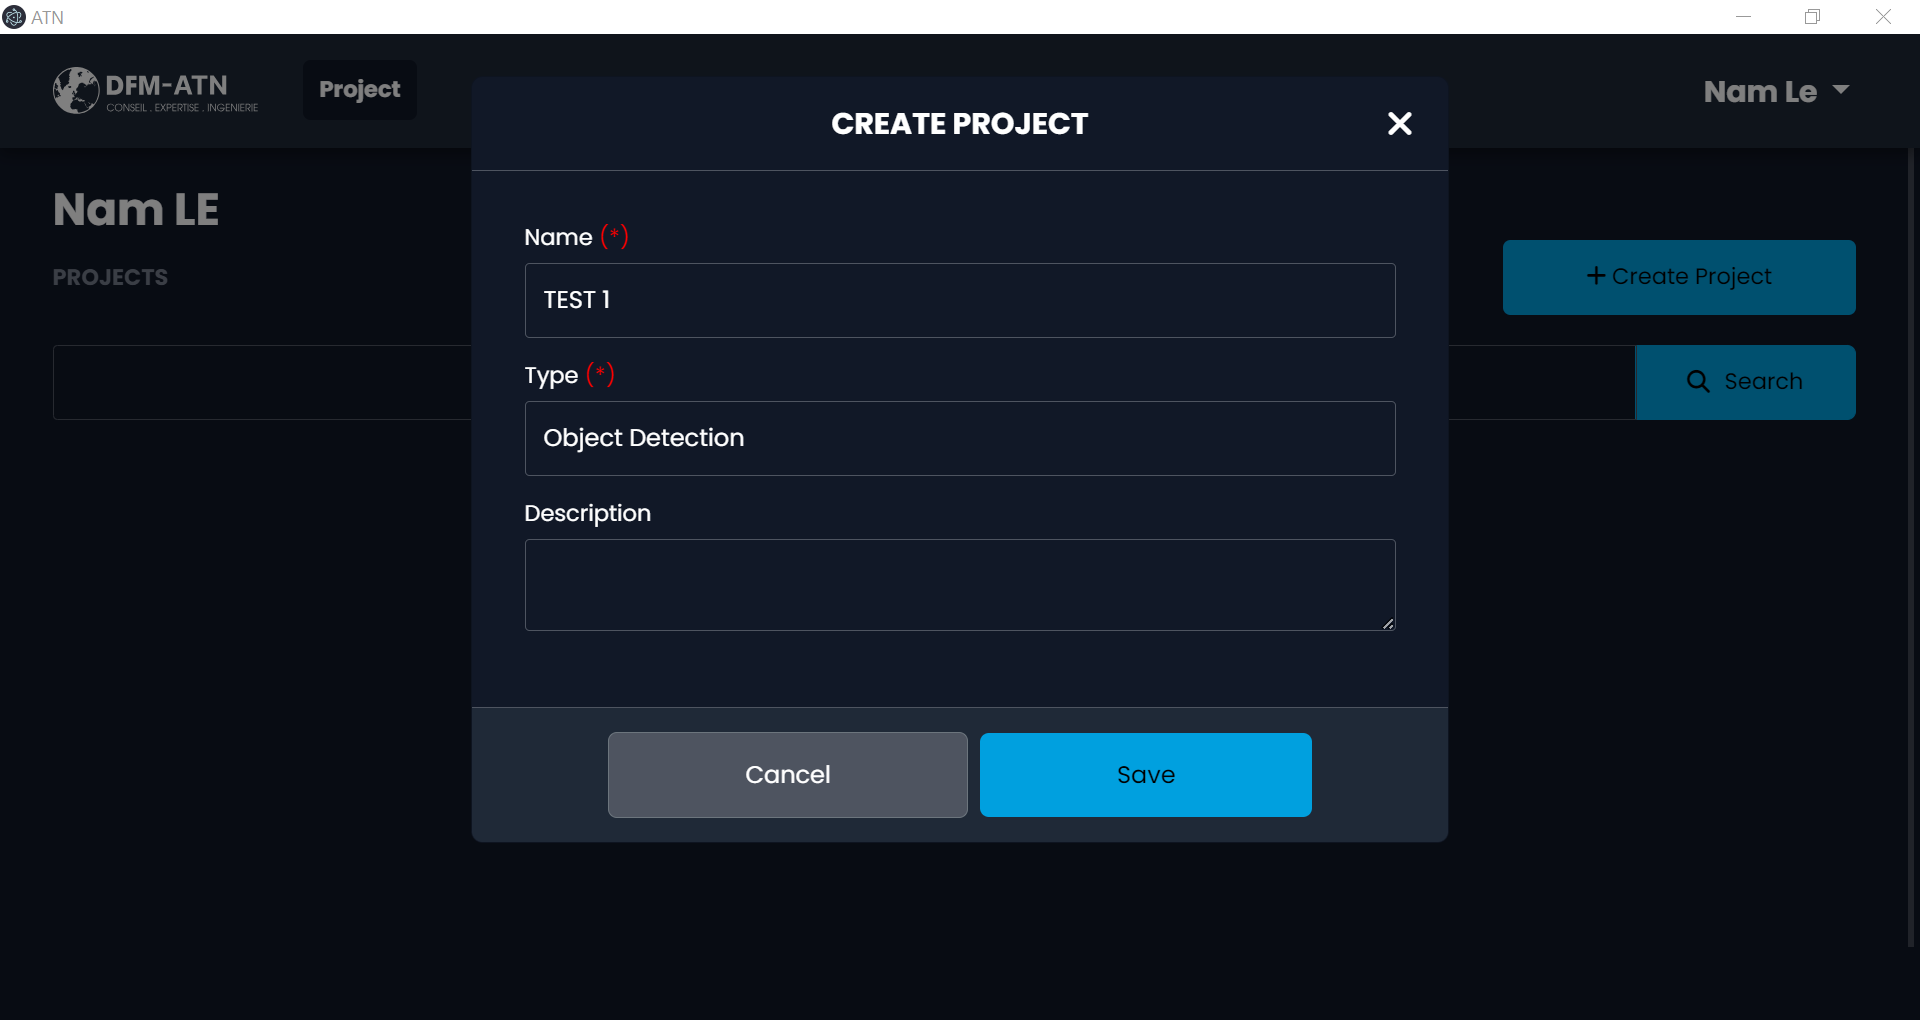 ATN
DFM-ATN
CONSEIL . EXPERTISE . INGENIERIE
Project
Nam Le
Nam LE
PROJECTS
+ Create Project
Search
CREATE PROJECT
Name (*)
TEST 1
Type (*)
Object Detection
Description
Cancel
Save